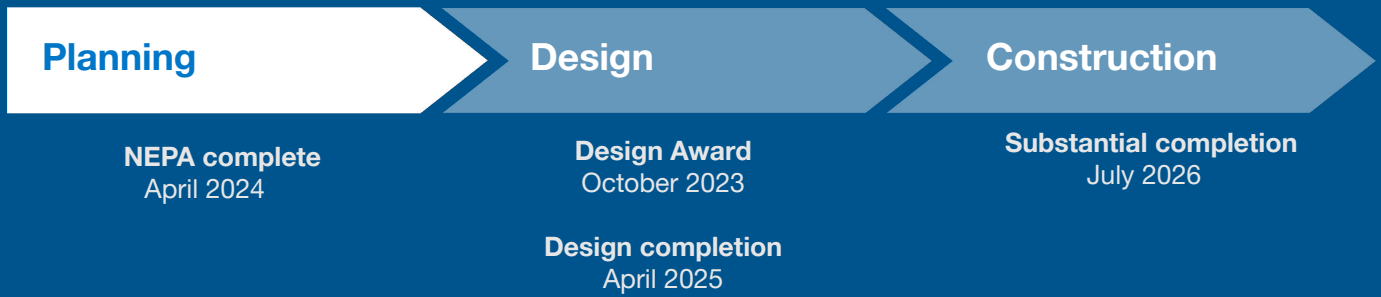 Planning
Design
Construction
NEPA complete
April 2024
Design Award
October 2023
Design completion
April 2025
Substantial completion
July 2026